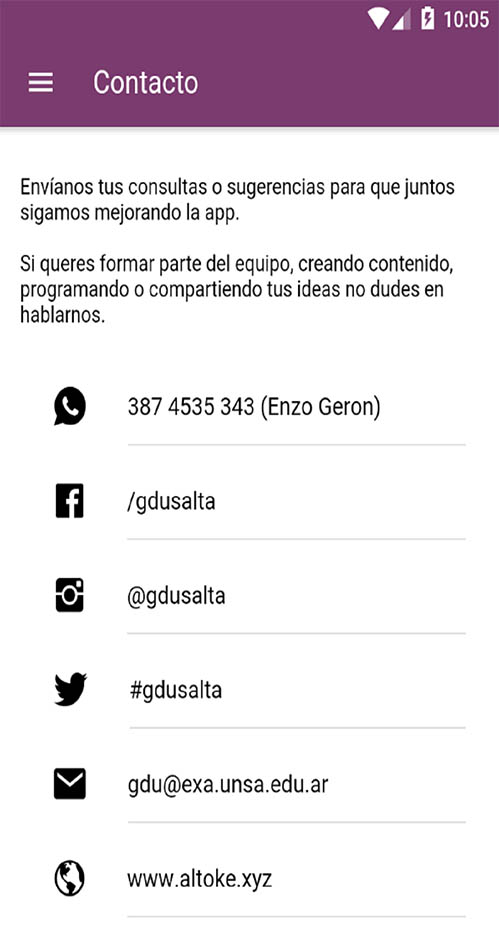 10:05
Contacto
Envíanos tus consultas o sugerencias para que juntos
sigamos mejorando la app.
Si queres formar parte del equipo, creando contenido,
programando o compartiendo tus ideas no dudes en
hablarnos.
387 4535 343 (Enzo Geron)
/gdusalta
@gdusalta
#gdusalta
gdu@exa.unsa.edu.ar
www.altoke.xyz